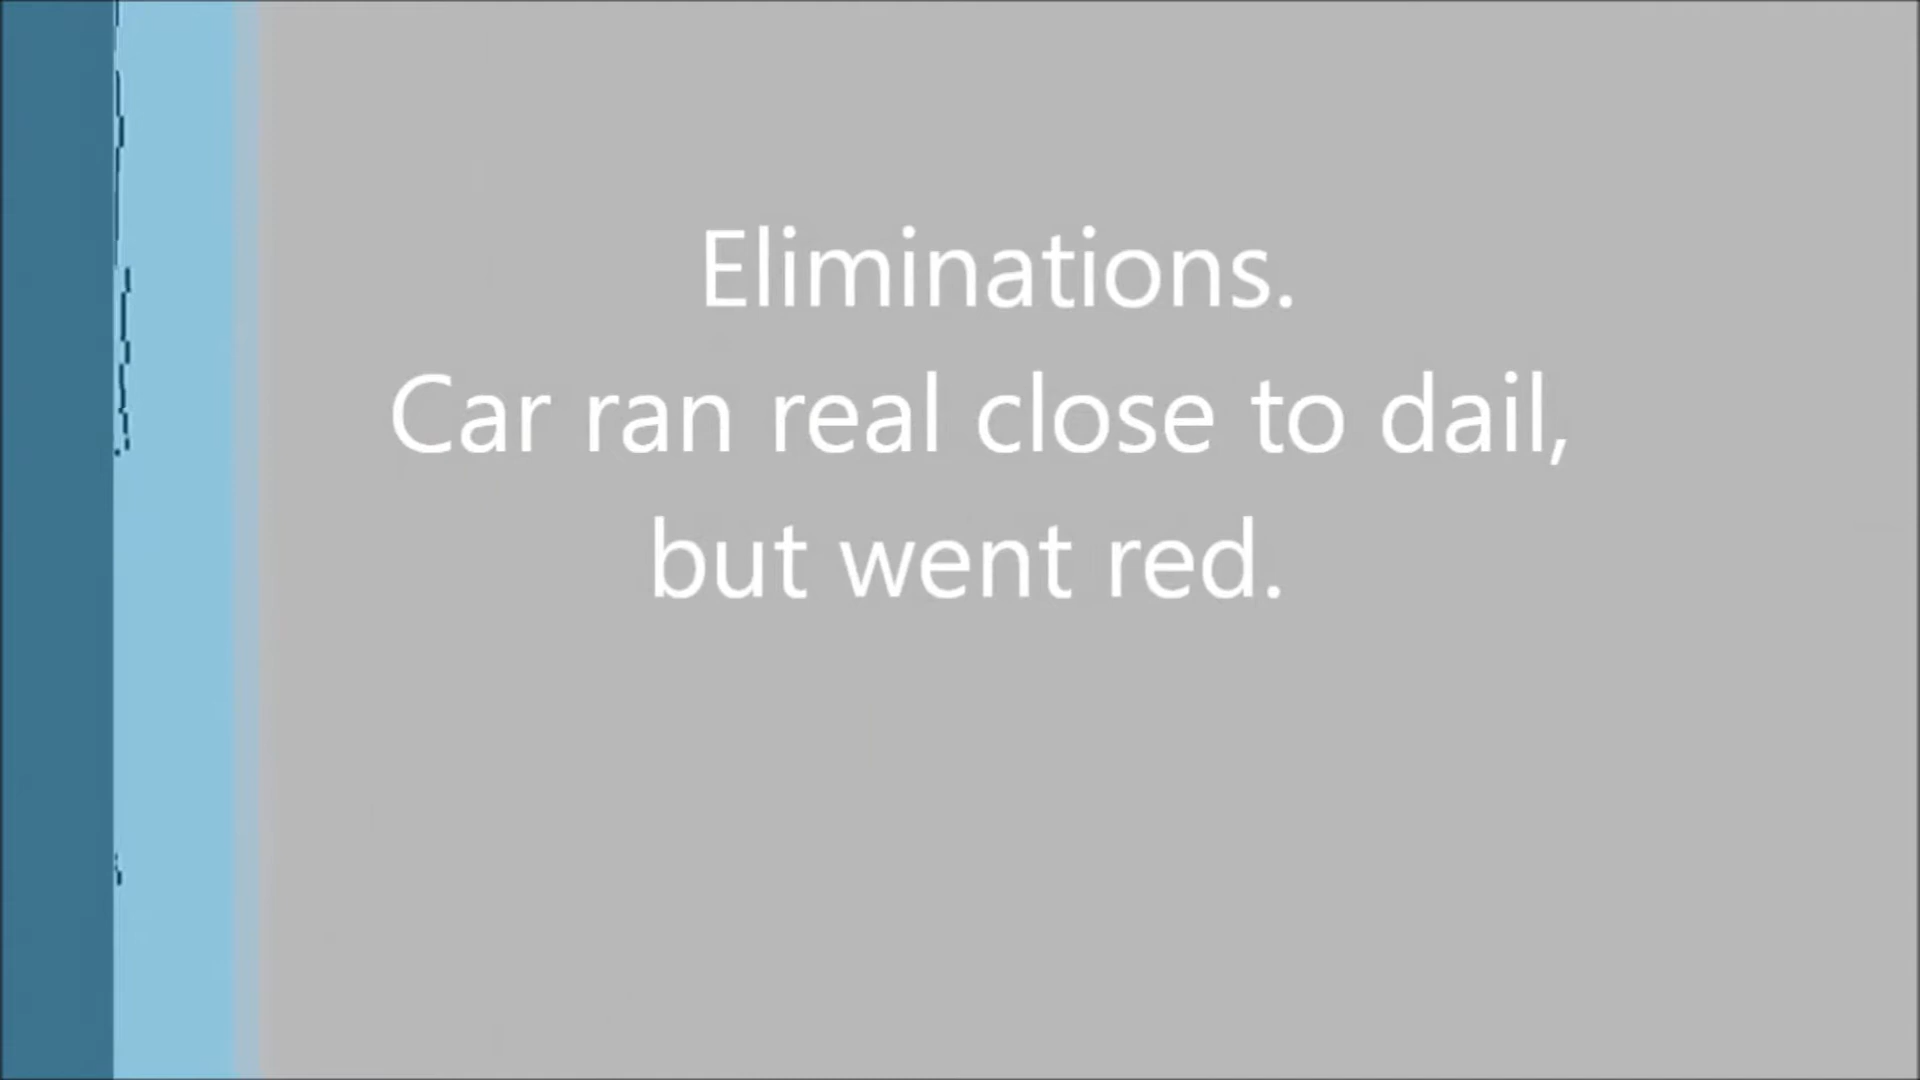 Eliminations.
Car ran real close to dail,
but went red.